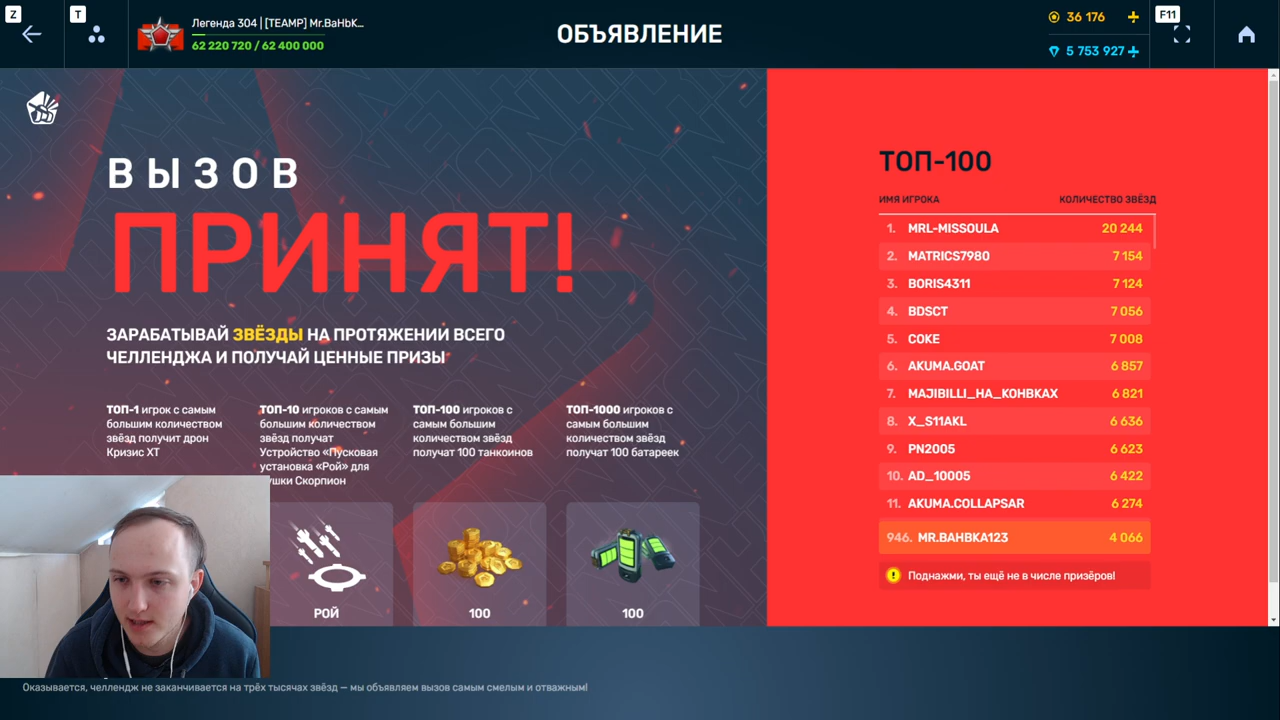 Z
T
Легенда 304 | [TEAMP] Mr.BaHbK...
62 220 720 / 62 400 000
ОБЪЯВЛЕНИЕ
36 176
5 753 927
F11
ВЫЗОВ
ПРИНЯТ!
ЗАРАБАТЫВАЙ ЗВЁЗДЫ НА ПРОТЯЖЕНИИ ВСЕГО
ЧЕЛЛЕНДЖА И ПОЛУЧАЙ ЦЕННЫЕ ПРИЗЫ
ТОП-1 игрок с самым
большим количеством
звёзд получит дрон
Кризис XT
ТОП-10 игроков с самым
большим количеством
звёзд получат
Устройство «Пусковая
установка «Рой» для
ушки Скорпион
ТОП-100 игроков с
самым большим
количеством звёзд
получат 100 танкоинов
ТОП-1000 игроков с
самым большим
количеством звёзд
получат 100 батареек
РОЙ
100
100
ТОП-100
ИМЯ ИГРОКА КОЛИЧЕСТВО ЗВЁЗД
1. MRL-MISSOULA 20 244
2. MATRICS7980 7 154
3. BORIS4311 7 124
4. BDSCT 7 056
5. COKE 7 008
6. AKUMA.GOAT 6 857
7. MAJIBILLI_HA_KOHBKAX 6 821
8. X_S11AKL 6 636
9. PN2005 6 623
10. AD_10005 6 422
11. AKUMA.COLLAPSAR 6 274
946. MR.BAHBKA123 4 066
Поднажми, ты ещё не в числе призёров!
Оказывается, челлендж не заканчивается на трёх тысячах звёзд — мы объявляем вызов самым смелым и отважным!